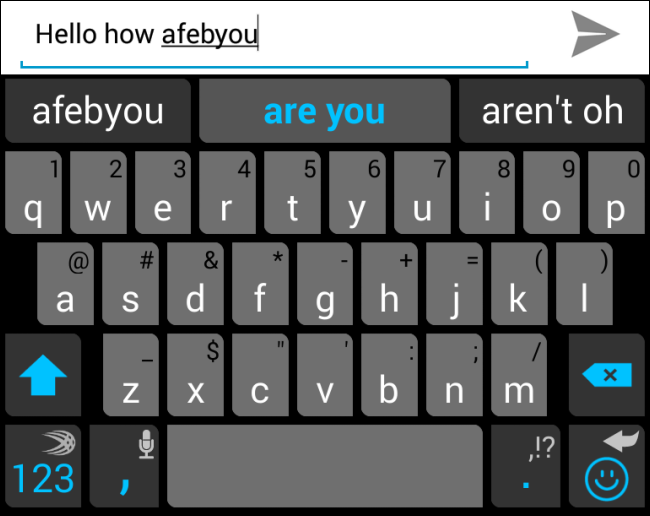 Hello how afebyou
afebyou are you aren't oh
1 2 3 4 5 6 7 8 9 0
q w e r t y u i o p
@ # & * - + = ( )
a s d f g h j k l
_ $ " ' : ; /
z x c v b n m
,!?
123 , .